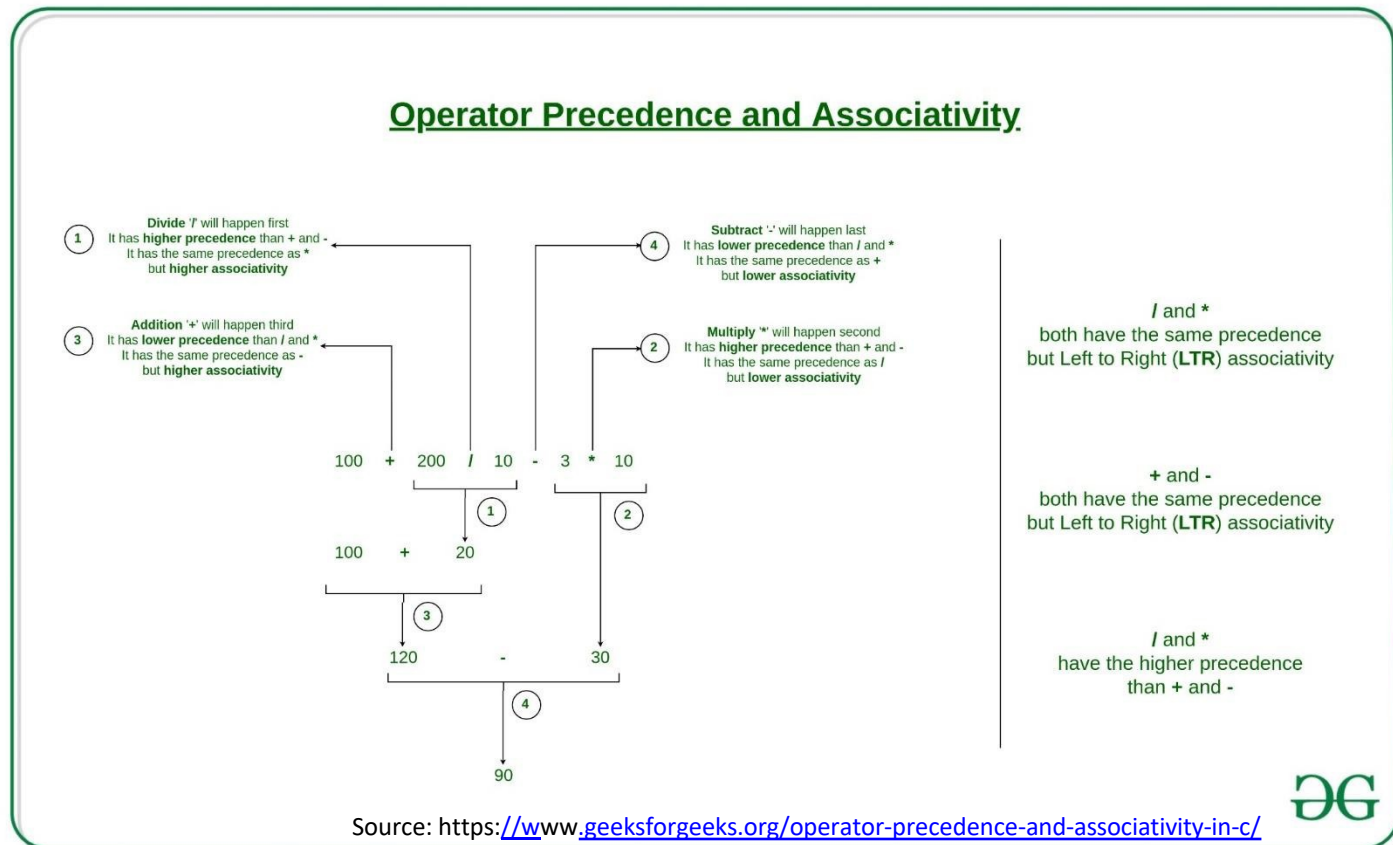 Operator Precedence and Associativity
1
Divide '/' will happen first
It has higher precedence than + and -
It has the same precedence as *
but higher associativity
4
Subtract '-' will happen last
It has lower precedence than / and *
It has the same precedence as +
but lower associativity
3
Addition '+' will happen third
It has lower precedence than / and *
It has the same precedence as -
but higher associativity
2
Multiply '*' will happen second
It has higher precedence than + and -
It has the same precedence as /
but lower associativity
100 + 200 / 10 - 3 * 10
1
2
100 + 20
3
120 - 30
4
90
/ and *
both have the same precedence
but Left to Right (LTR) associativity
+ and -
both have the same precedence
but Left to Right (LTR) associativity
/ and *
have the higher precedence
than + and -
Source: https://www.geeksforgeeks.org/operator-precedence-and-associativity-in-c/